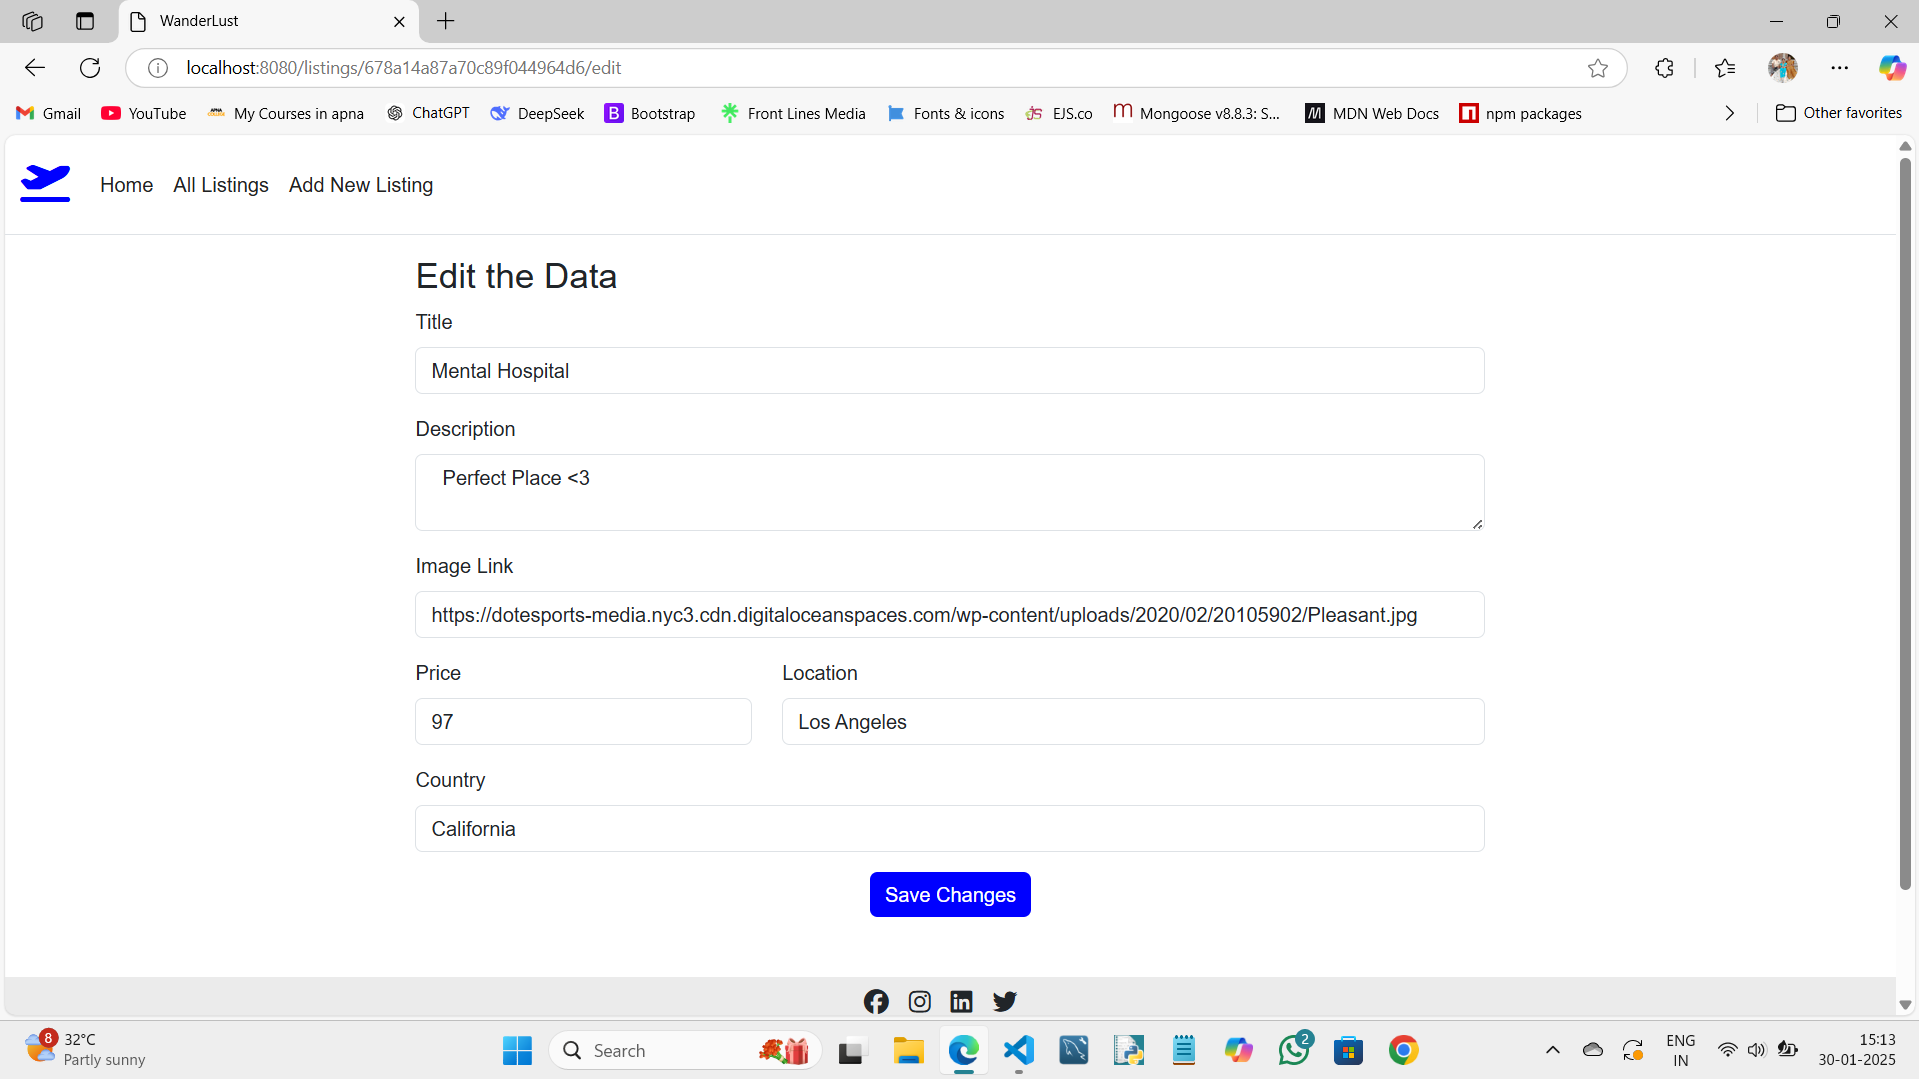 WanderLust
localhost:8080/listings/678a14a87a70c89f044964d6/edit
Gmail YouTube My Courses in apna ChatGPT DeepSeek Bootstrap Front Lines Media Fonts & icons EJS.co Mongoose v8.8.3: S... MDN Web Docs npm packages Other favorites
Home All Listings Add New Listing
Edit the Data
Title
Mental Hospital
Description
Perfect Place <3
Image Link
https://dotesports-media.nyc3.cdn.digitaloceanspaces.com/wp-content/uploads/2020/02/20105902/Pleasant.jpg
Price Location
97 Los Angeles
Country
California
Save Changes
8 32°C
Partly sunny
Search
2
ENG
IN
15:13
30-01-2025